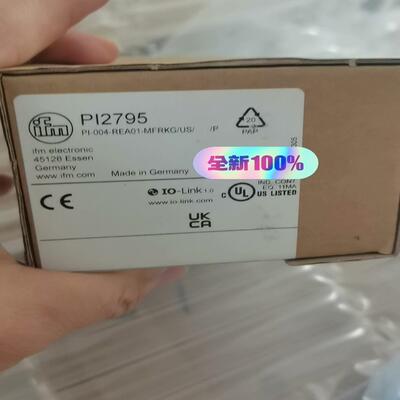 ifm
PI2795
PI-004-REA01-MFRKG/US/ /P
20
PAP
ifm electronic
45128 Essen
Germany
www.ifm.com
Made in Germany
全新100%
CE
IO-Link 1.0
www.io-link.com
IND. CONT.
EQ. 11MA
C UL US LISTED
UK
CA